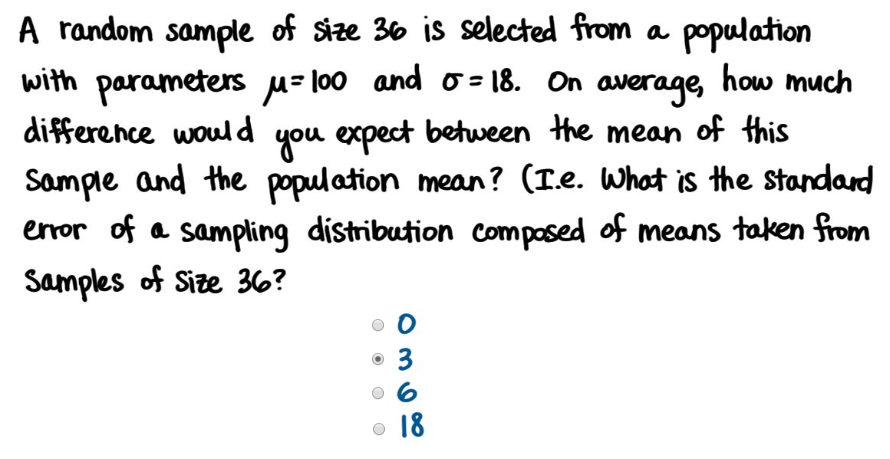 A random sample of size 36 is selected from a population
with parameters μ=100 and σ=18. On average, how much
difference would you expect between the mean of this
Sample and the population mean? (I.e. What is the standard
error of a sampling distribution composed of means taken from
Samples of Size 36?
0
3
6
18